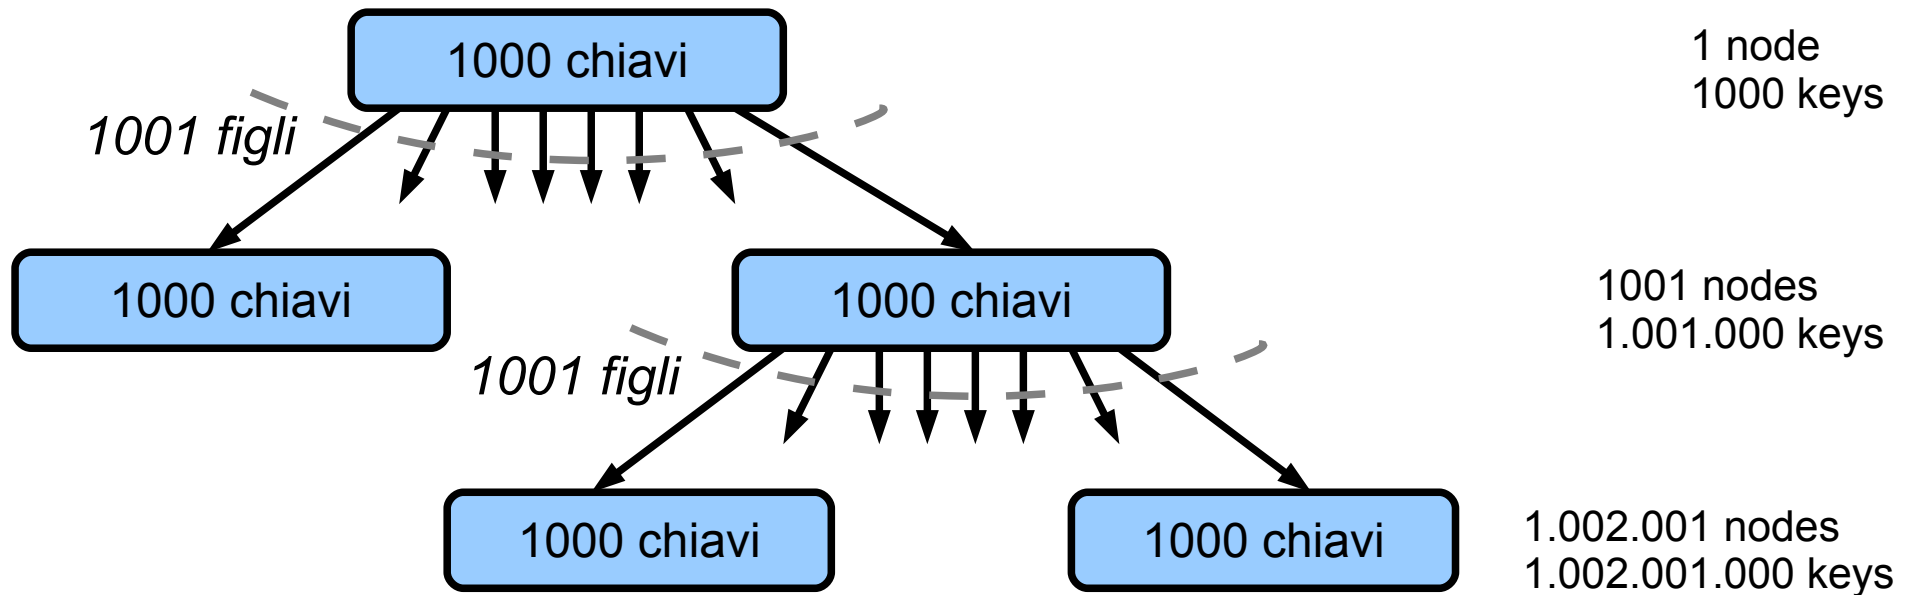 1000 chiavi
1 node
1000 keys
1001 figli
1000 chiavi
1000 chiavi
1001 nodes
1.001.000 keys
1001 figli
1000 chiavi
1000 chiavi
1.002.001 nodes
1.002.001.000 keys